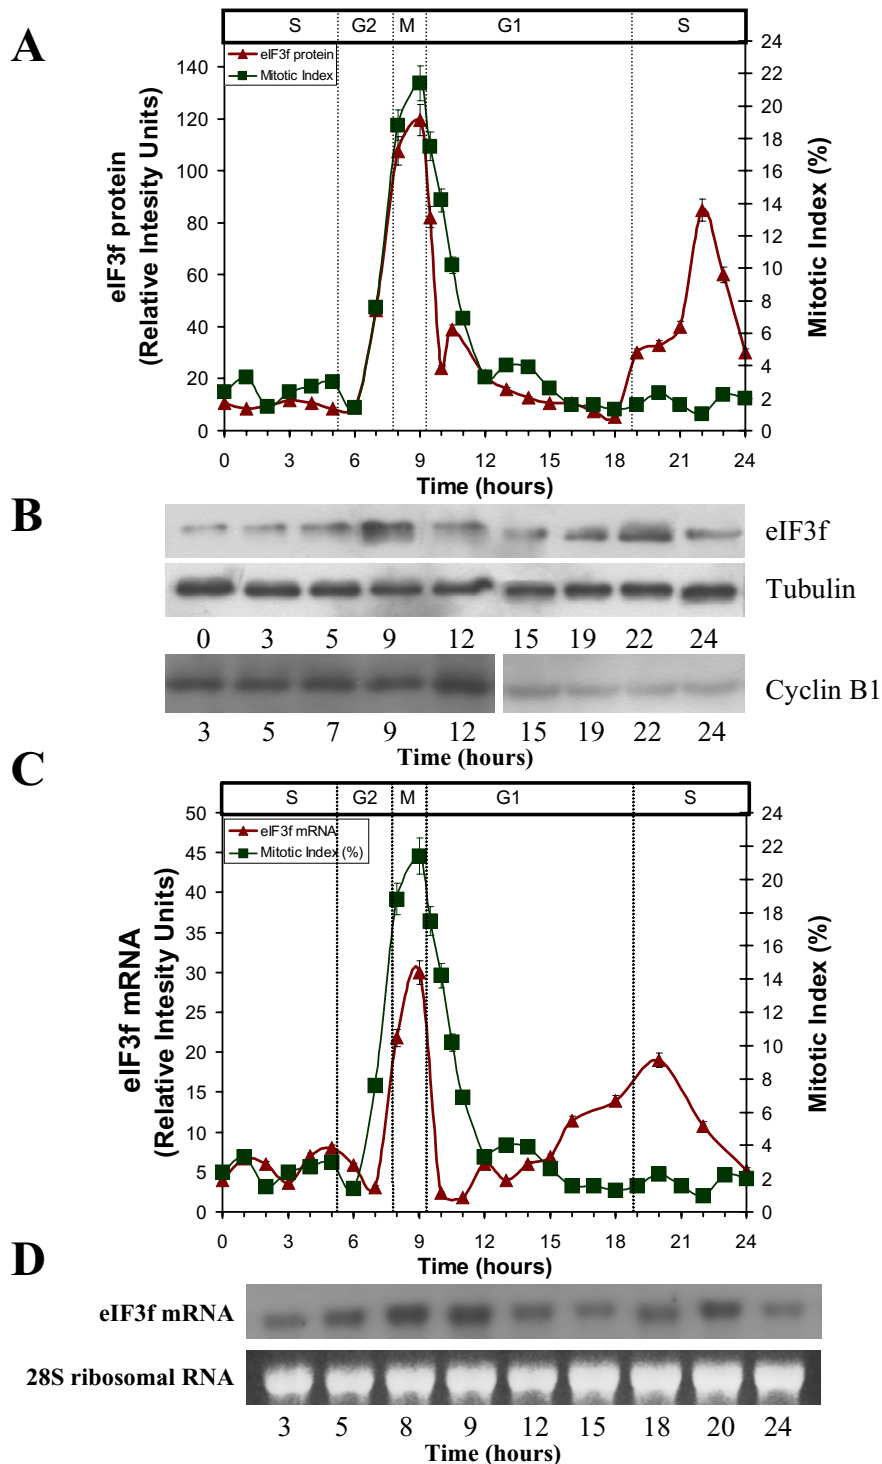 A
S G2 M G1 S
eIF3f protein
Mitotic Index
eIF3f protein
(Relative Intesity Units)
140
120
100
80
60
40
20
0
24
22
20
18
16
14
12
10
8
6
4
2
0
Mitotic Index (%)
0 3 6 9 12 15 18 21 24
Time (hours)
B
eIF3f
Tubulin
0 3 5 9 12 15 19 22 24
Cyclin B1
3 5 7 9 12 15 19 22 24
Time (hours)
C
S G2 M G1 S
eIF3f mRNA
Mitotic Index (%)
eIF3f mRNA
(Relative Intesity Units)
50
45
40
35
30
25
20
15
10
5
0
24
22
20
18
16
14
12
10
8
6
4
2
0
Mitotic Index (%)
0 3 6 9 12 15 18 21 24
Time (hours)
D
eIF3f mRNA
28S ribosomal RNA
3 5 8 9 12 15 18 20 24
Time (hours)